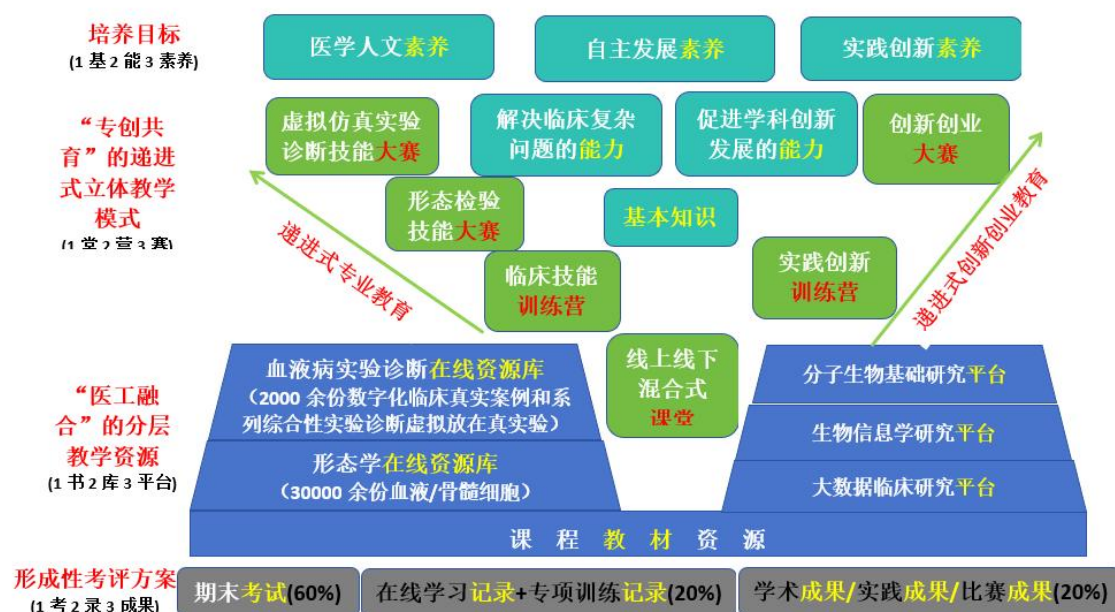 培养目标
(1 基 2 能 3 素养)
医学人文素养
自主发展素养
实践创新素养
“专创共
育”的递进
式立体教学
模式
(1 堂 2 营 3 赛)
虚拟仿真实验
诊断技能大赛
解决临床复杂
问题的能力
促进学科创新
发展的能力
创新创业
大赛
形态检验
技能大赛
基本知识
临床技能
训练营
实践创新
训练营
递进式专业教育
递进式创新创业教育
“医工融
合”的分层
教学资源
(1 书 2 库 3 平台)
血液病实验诊断在线资源库
（2000 余份数字化临床真实案例和系
列综合性实验诊断虚拟放在真实验）
形态学在线资源库
（30000 余份血液/骨髓细胞）
线上线下
混合式
课堂
分子生物基础研究平台
生物信息学研究平台
大数据临床研究平台
课 程 教 材 资 源
形成性考评方案
(1 考 2 录 3 成果)
期末考试(60%)
在线学习记录+专项训练记录(20%)
学术成果/实践成果/比赛成果(20%)